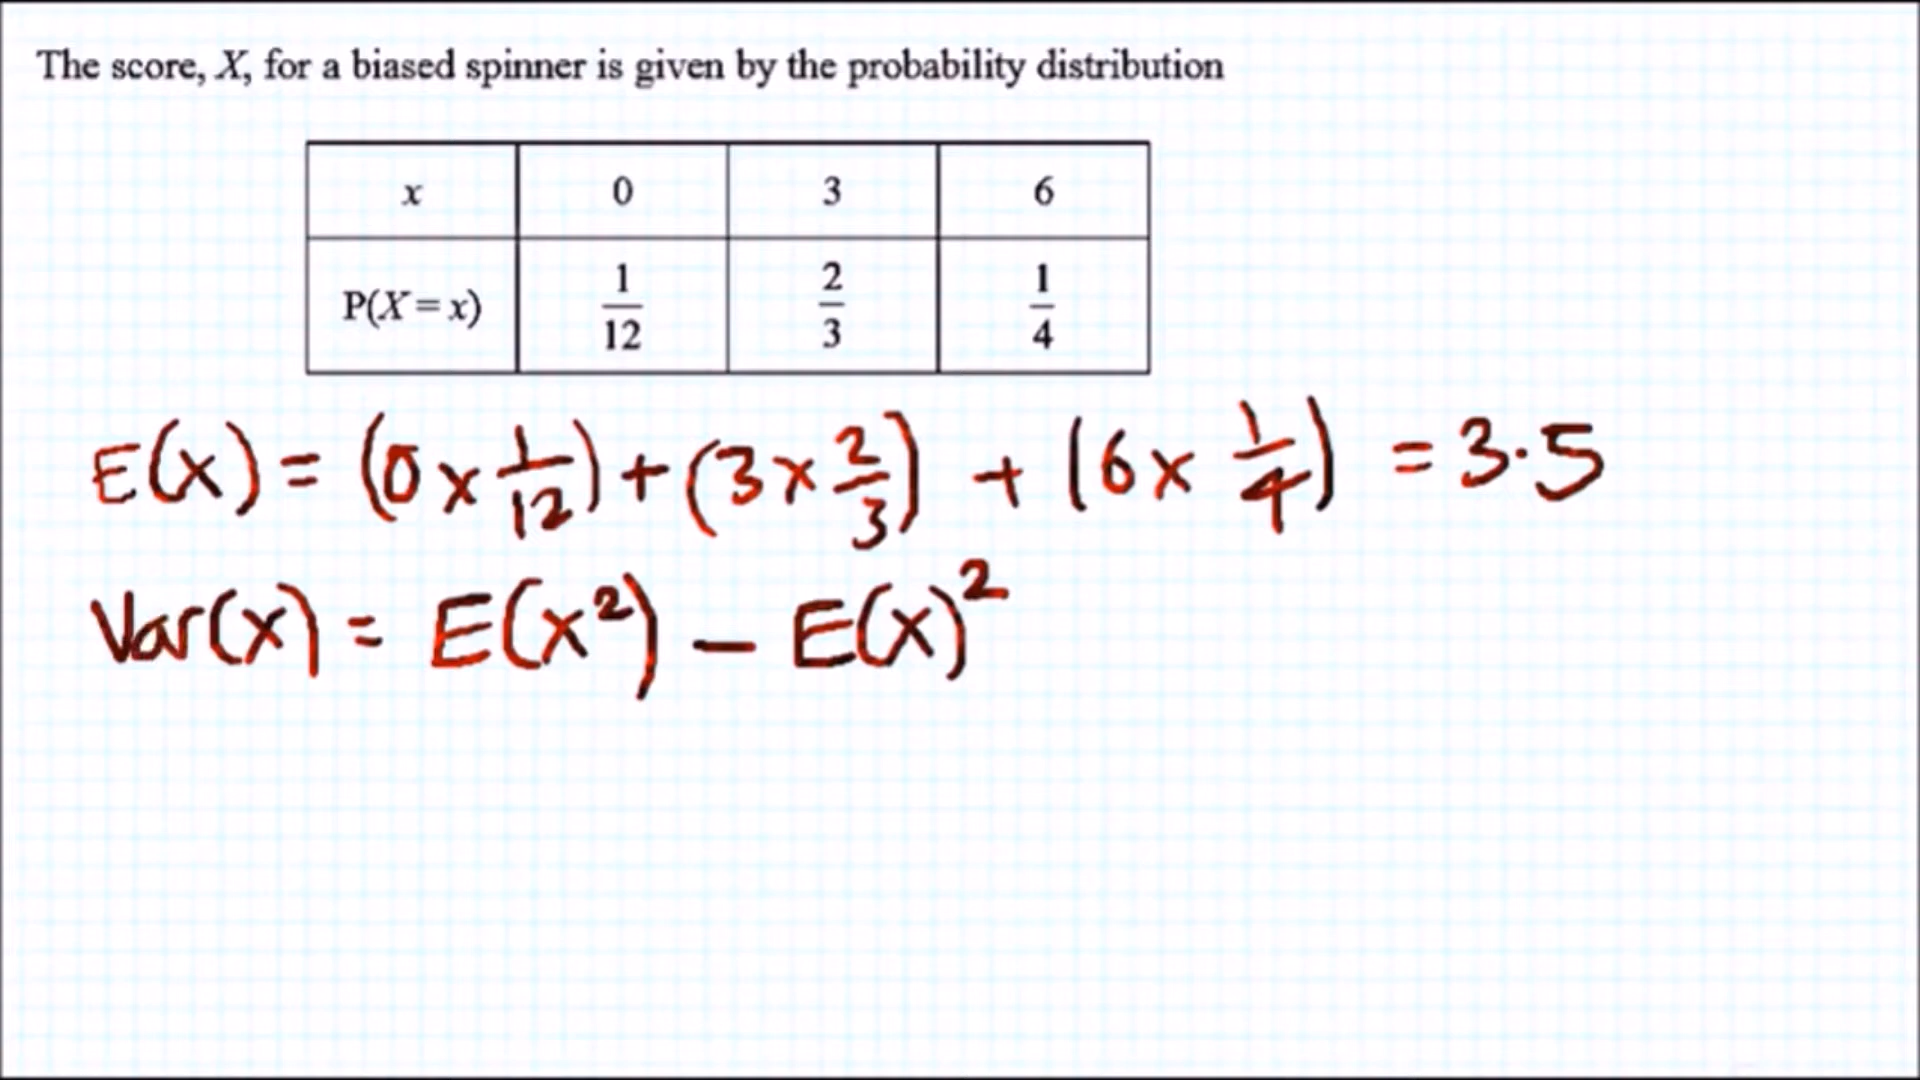 The score, X, for a biased spinner is given by the probability distribution
x 0 3 6
P(X = x) 1/12 2/3 1/4
E(X) = (0 x 1/12) + (3 x 2/3) + (6 x 1/4) = 3.5
Var(X) = E(X²) - E(X)²